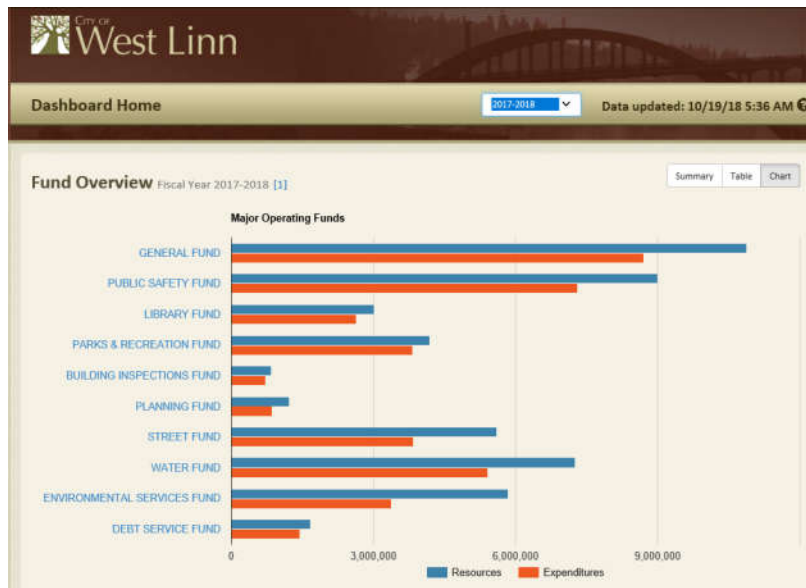 CITY OF
West Linn
Dashboard Home
2017-2018
Data updated: 10/19/18 5:36 AM ?
Fund Overview Fiscal Year 2017-2018 [1]
Summary Table Chart
Major Operating Funds
GENERAL FUND
PUBLIC SAFETY FUND
LIBRARY FUND
PARKS & RECREATION FUND
BUILDING INSPECTIONS FUND
PLANNING FUND
STREET FUND
WATER FUND
ENVIRONMENTAL SERVICES FUND
DEBT SERVICE FUND
0 3,000,000 6,000,000 9,000,000
Resources Expenditures